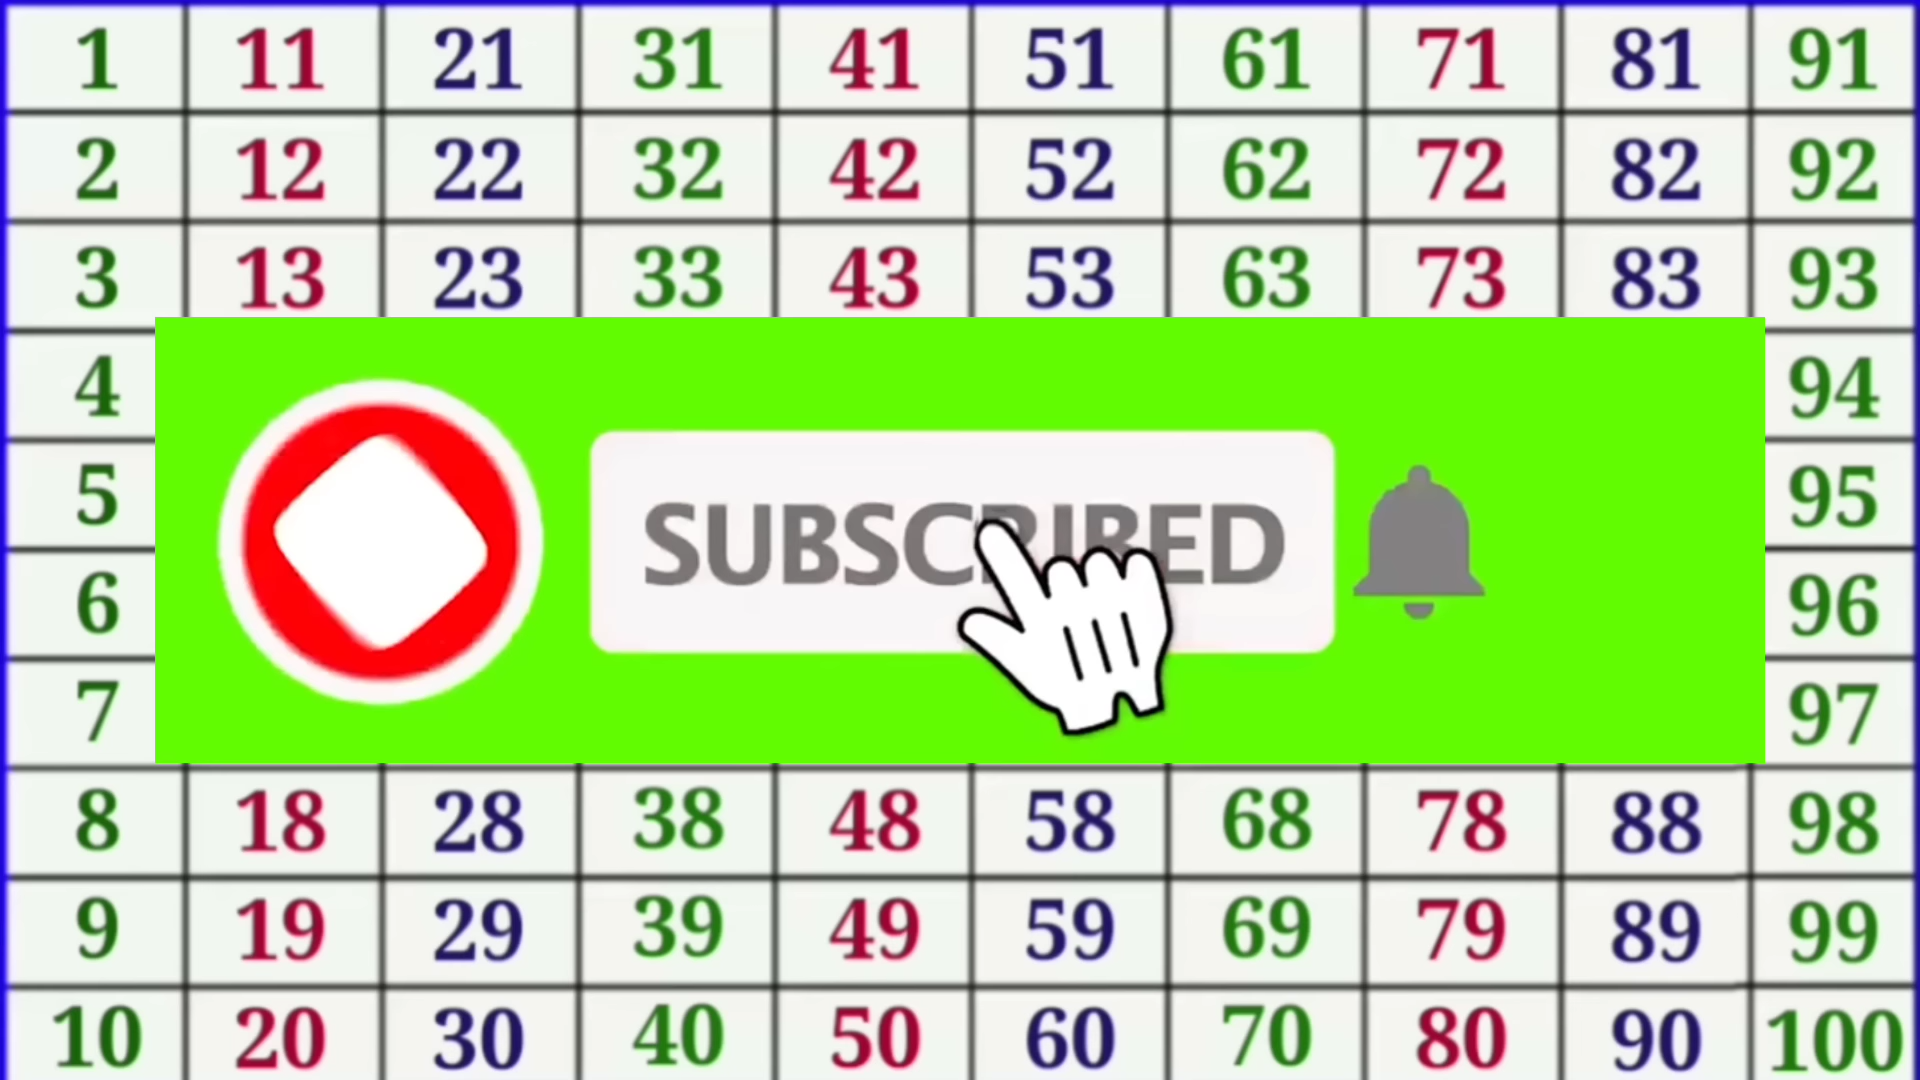 1 11 21 31 41 51 61 71 81 91
2 12 22 32 42 52 62 72 82 92
3 13 23 33 43 53 63 73 83 93
4 94
5 SUBSCRIBED 95
6 96
7 97
8 18 28 38 48 58 68 78 88 98
9 19 29 39 49 59 69 79 89 99
10 20 30 40 50 60 70 80 90 100